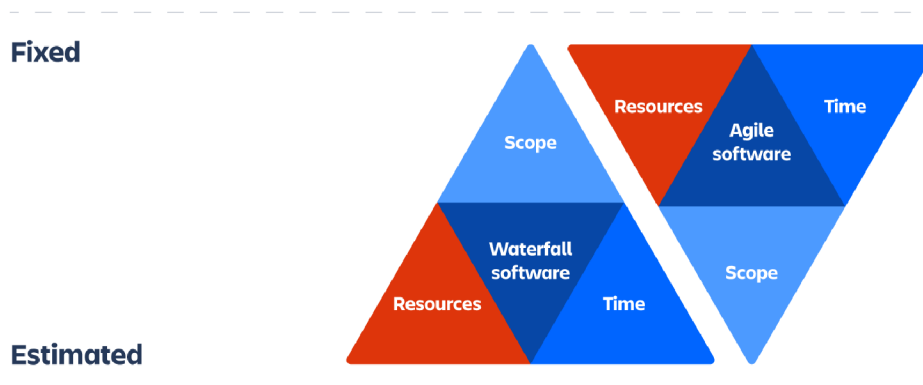 Fixed
Resources
Time
Agile
software
Scope
Waterfall
software
Scope
Resources
Time
Estimated